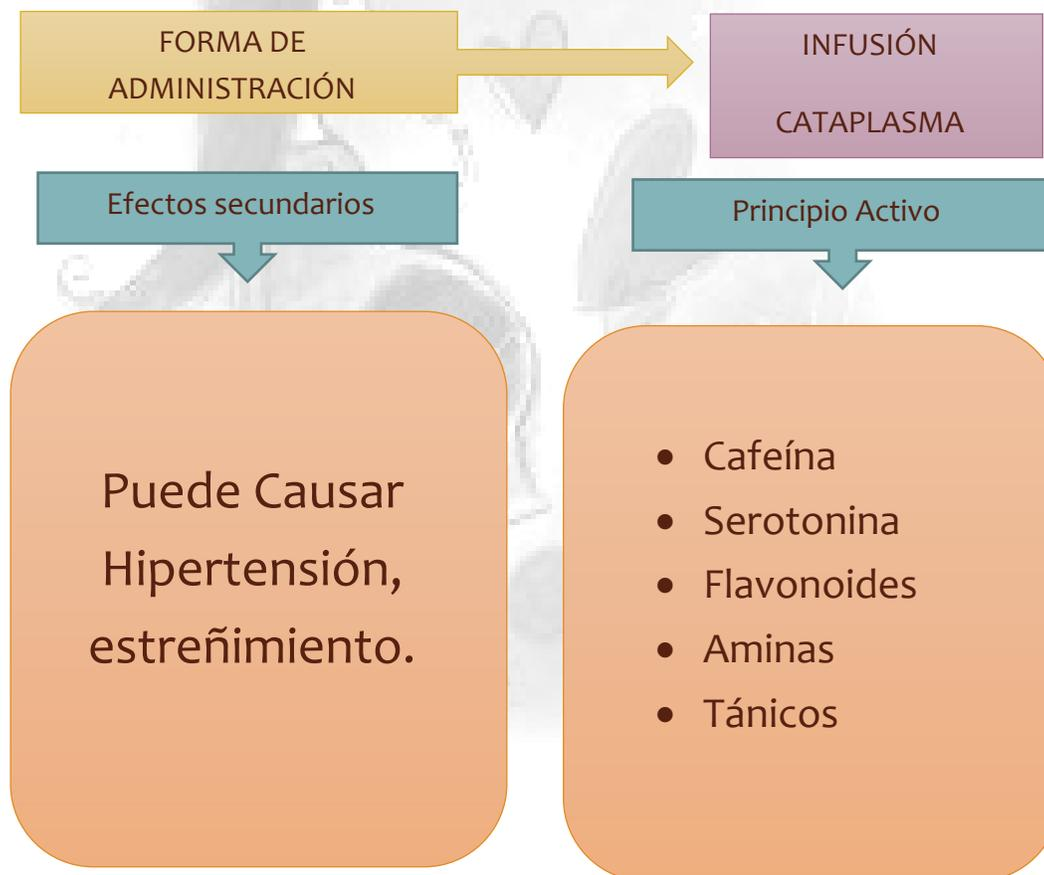 FORMA DE
ADMINISTRACIÓN
INFUSIÓN
CATAPLASMA
Efectos secundarios
Principio Activo
Puede Causar
Hipertensión,
estreñimiento.
• Cafeína
• Serotonina
• Flavonoides
• Aminas
• Tánicos